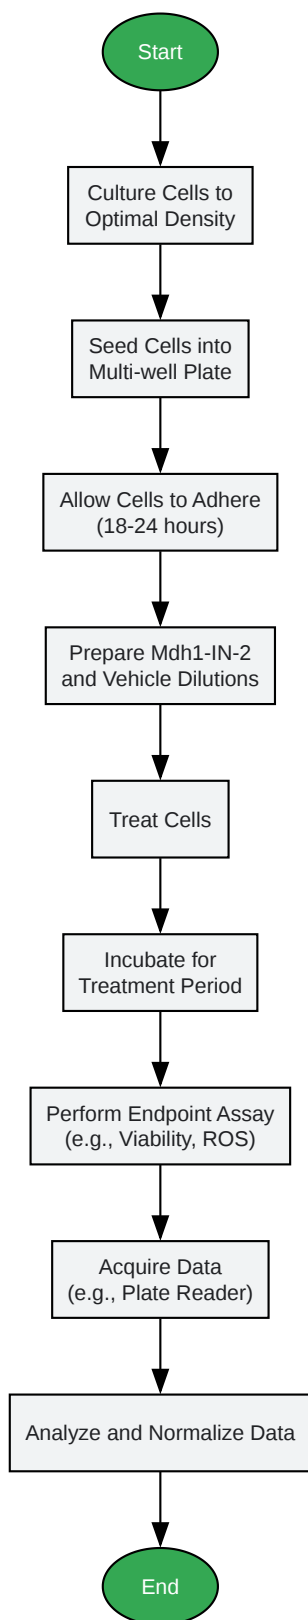 Start
Culture Cells to
Optimal Density
Seed Cells into
Multi-well Plate
Allow Cells to Adhere
(18-24 hours)
Prepare Mdh1-IN-2
and Vehicle Dilutions
Treat Cells
Incubate for
Treatment Period
Perform Endpoint Assay
(e.g., Viability, ROS)
Acquire Data
(e.g., Plate Reader)
Analyze and Normalize Data
End